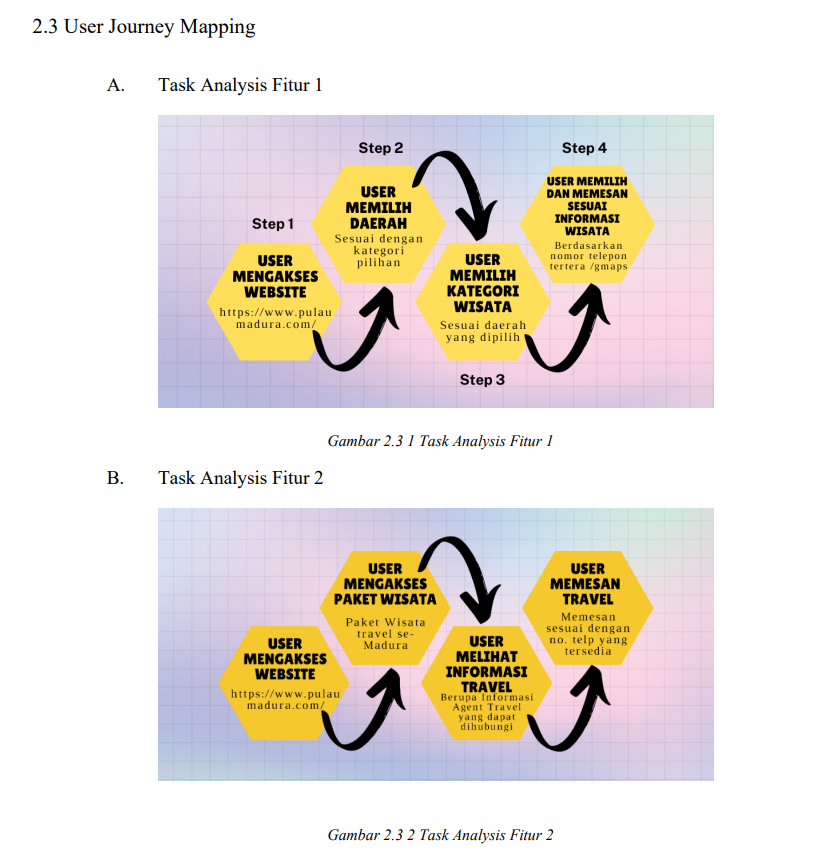 2.3 User Journey Mapping
A. Task Analysis Fitur 1
Step 1
USER
MENGAKSES
WEBSITE
https://www.pulau
madura.com/
Step 2
USER
MEMILIH
DAERAH
Sesuai dengan
kategori
pilihan
USER
MEMILIH
KATEGORI
WISATA
Sesuai daerah
yang dipilih
Step 3
Step 4
USER MEMILIH
DAN MEMESAN
SESUAI
INFORMASI
WISATA
Berdasarkan
nomor telepon
tertera /gmaps
Gambar 2.3 1 Task Analysis Fitur 1
B. Task Analysis Fitur 2
USER
MENGAKSES
WEBSITE
https://www.pulau
madura.com/
USER
MENGAKSES
PAKET WISATA
Paket Wisata
travel se-
Madura
USER
MELIHAT
INFORMASI
TRAVEL
Berupa Informasi
Agent Travel
yang dapat
dihubungi
USER
MEMESAN
TRAVEL
Memesan
sesuai dengan
no. telp yang
tersedia
Gambar 2.3 2 Task Analysis Fitur 2